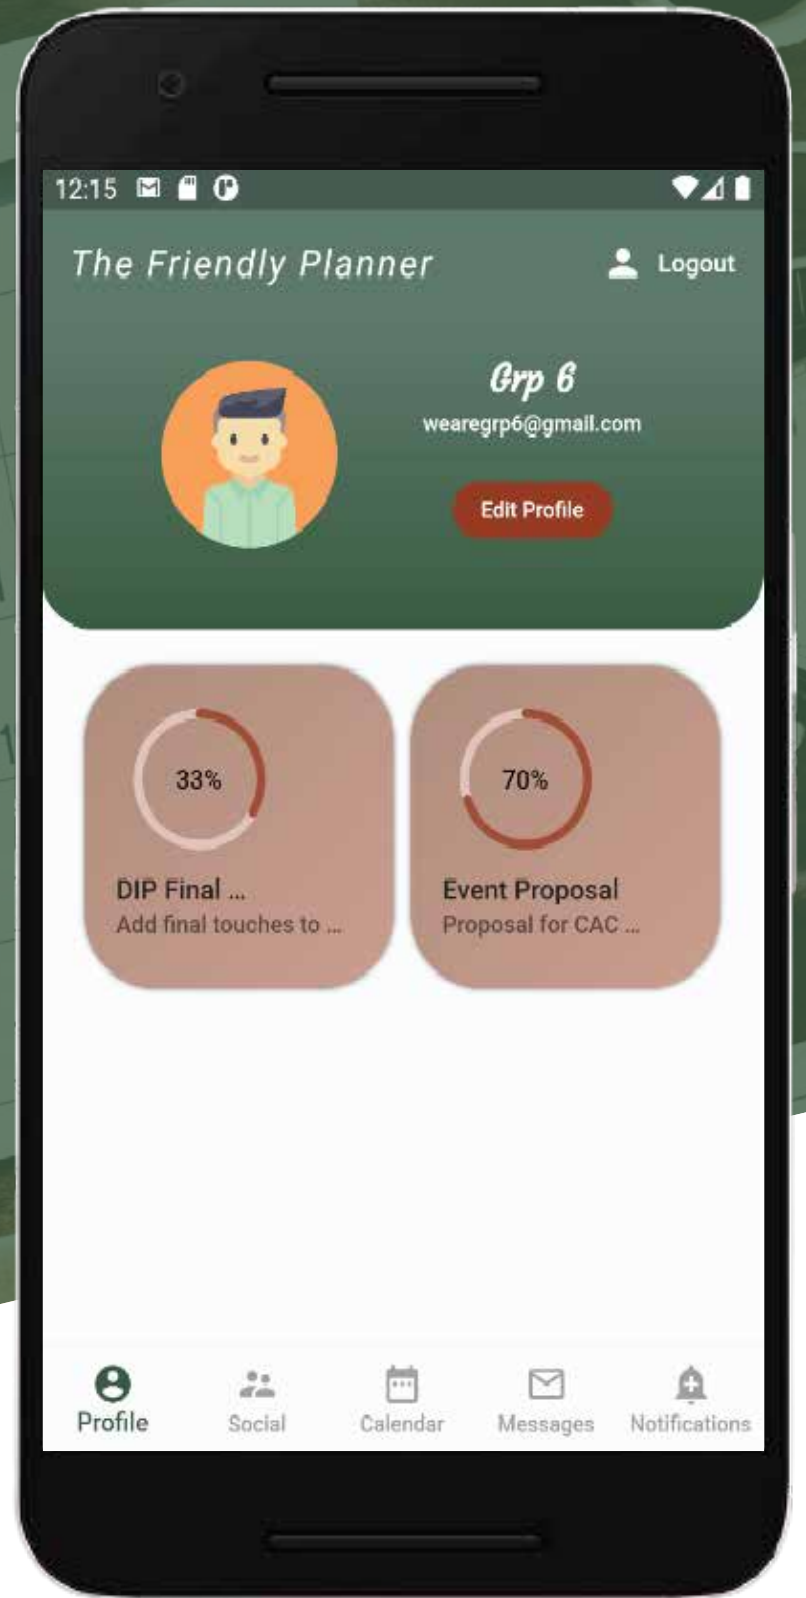 12:15
The Friendly Planner
Logout
Grp 6
wearegrp6@gmail.com
Edit Profile
33%
70%
DIP Final ...
Event Proposal
Add final touches to ...
Proposal for CAC ...
Profile
Social
Calendar
Messages
Notifications